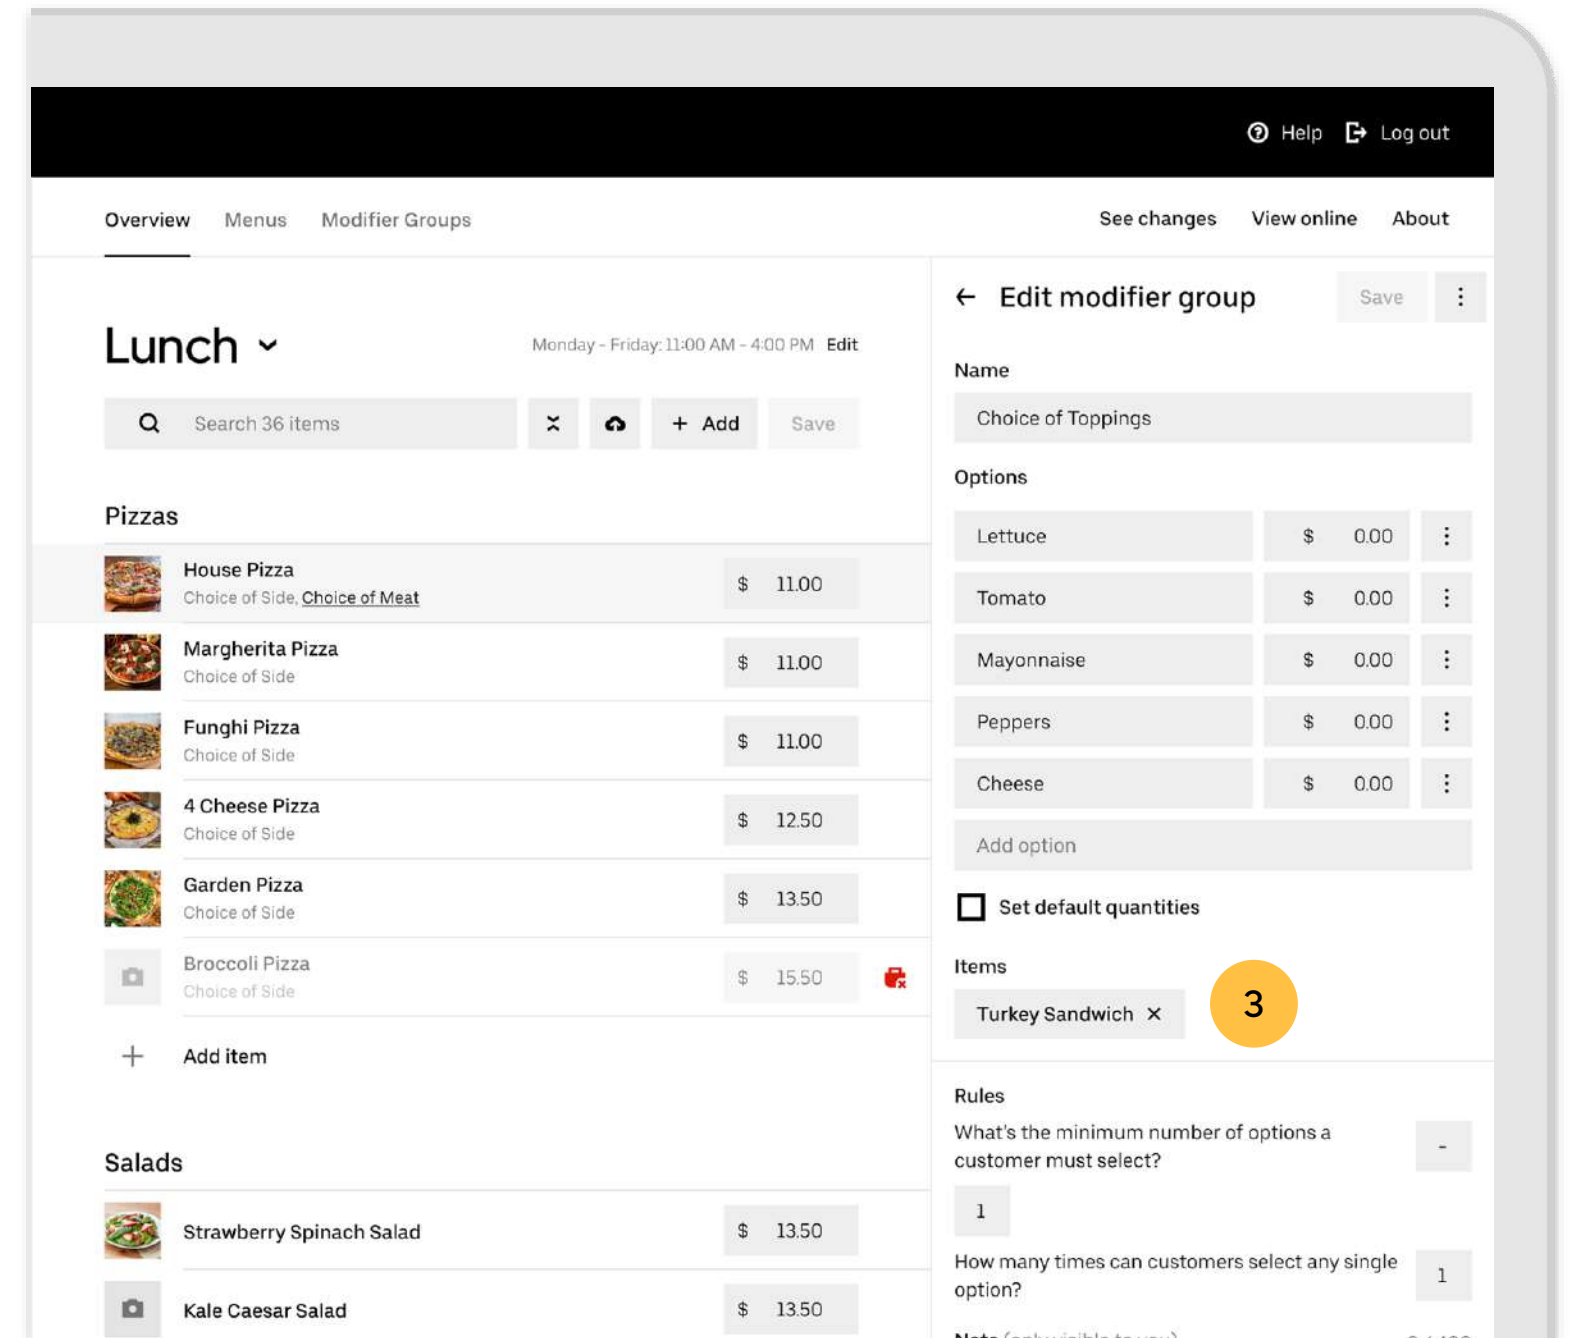 Help Log out
Overview Menus Modifier Groups See changes View online About
Lunch Monday - Friday: 11:00 AM - 4:00 PM Edit
Search 36 items + Add Save
Pizzas
House Pizza $ 11.00
Choice of Side, Choice of Meat
Margherita Pizza $ 11.00
Choice of Side
Funghi Pizza $ 11.00
Choice of Side
4 Cheese Pizza $ 12.50
Choice of Side
Garden Pizza $ 13.50
Choice of Side
Broccoli Pizza $ 15.50
Choice of Side
+ Add item
Salads
Strawberry Spinach Salad $ 13.50
Kale Caesar Salad $ 13.50
← Edit modifier group Save
Name
Choice of Toppings
Options
Lettuce $ 0.00
Tomato $ 0.00
Mayonnaise $ 0.00
Peppers $ 0.00
Cheese $ 0.00
Add option
Set default quantities
Items
Turkey Sandwich ×
3
Rules
What's the minimum number of options a
customer must select?
-
1
How many times can customers select any single
option?
1
Note (only visible to you)